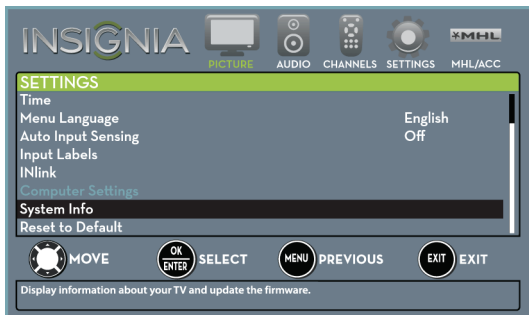 INSIGNIA
PICTURE AUDIO CHANNELS SETTINGS MHL MHL/ACC
SETTINGS
Time
Menu Language English
Auto Input Sensing Off
Input Labels
INlink
Computer Settings
System Info
Reset to Default
MOVE OK ENTER SELECT MENU PREVIOUS EXIT EXIT
Display information about your TV and update the firmware.